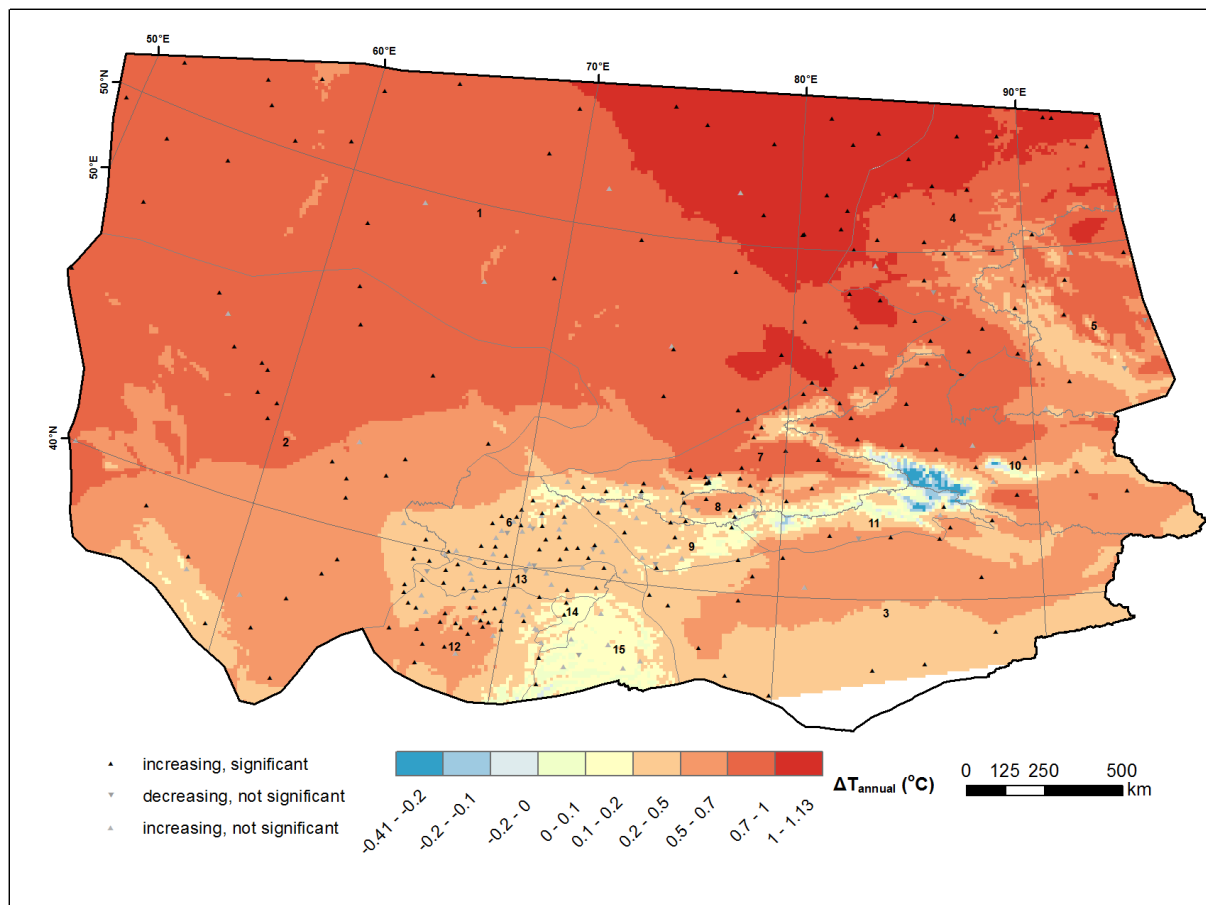 50°E
60°E
70°E
80°E
90°E
50°N
50°E
40°N
1
4
5
2
7
10
8
6
11
9
13
14
3
12
15
increasing, significant
decreasing, not significant
increasing, not significant
-0.41 - -0.2
-0.2 - -0.1
-0.2 - 0
0 - 0.1
0.1 - 0.2
0.2 - 0.5
0.5 - 0.7
0.7 - 1
1 - 1.13
ΔTannual (°C)
0 125 250 500
km